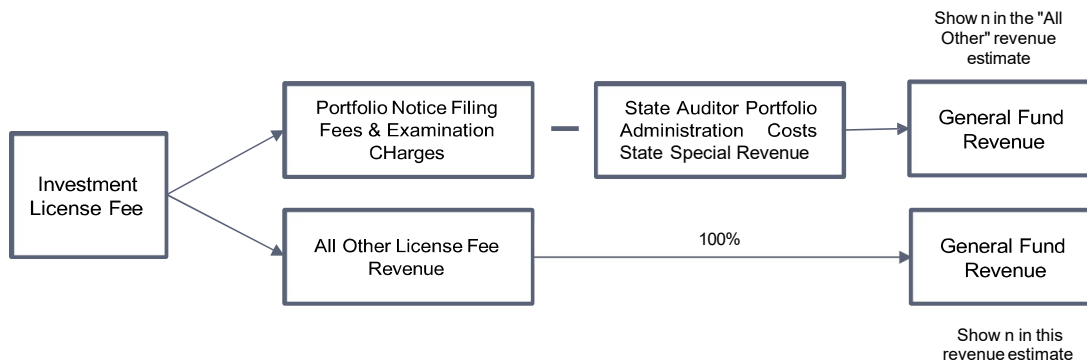 Show n in the "All
Other" revenue
estimate
Portfolio Notice Filing
Fees & Examination
CHarges
State Auditor Portfolio
Administration Costs
State Special Revenue
General Fund
Revenue
Investment
License Fee
All Other License Fee
Revenue
100%
General Fund
Revenue
Show n in this
revenue estimate